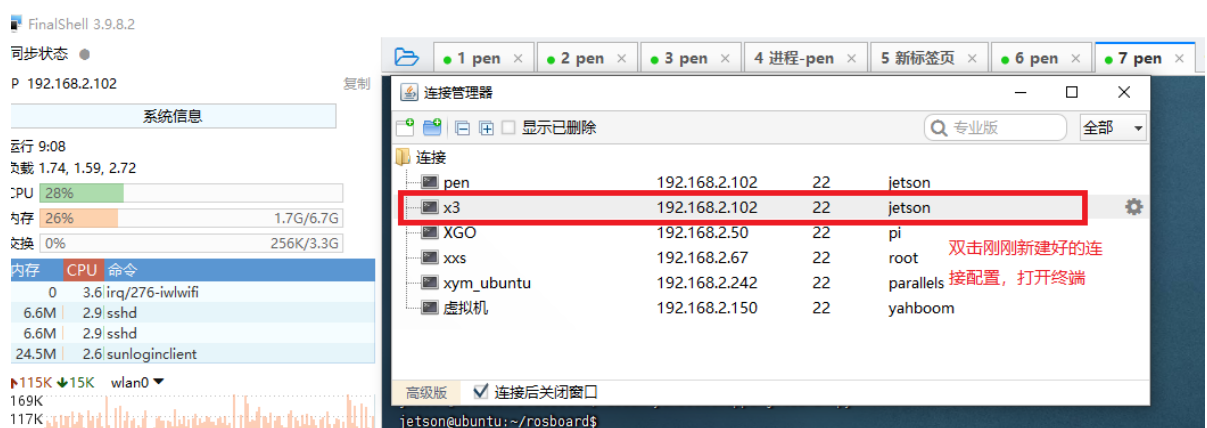 FinalShell 3.9.8.2
同步状态
P 192.168.2.102
复制
系统信息
运行 9:08
负载 1.74, 1.59, 2.72
CPU 28%
内存 26% 1.7G/6.7G
交换 0% 256K/3.3G
内存 CPU 命令
0 3.6 irq/276-iwlwifi
6.6M 2.9 sshd
6.6M 2.9 sshd
24.5M 2.6 sunloginclient
115K 15K wlan0
169K
117K
1 pen × 2 pen × 3 pen × 4 进程-pen × 5 新标签页 × 6 pen × 7 pen ×
连接管理器
显示已删除 专业版 全部
连接
pen 192.168.2.102 22 jetson
x3 192.168.2.102 22 jetson
XGO 192.168.2.50 22 pi
xxs 192.168.2.67 22 root
xym_ubuntu 192.168.2.242 22 parallels
虚拟机 192.168.2.150 22 yahboom
双击刚刚新建好的连
接配置，打开终端
高级版 连接后关闭窗口
jetson@ubuntu:~/rosboard$